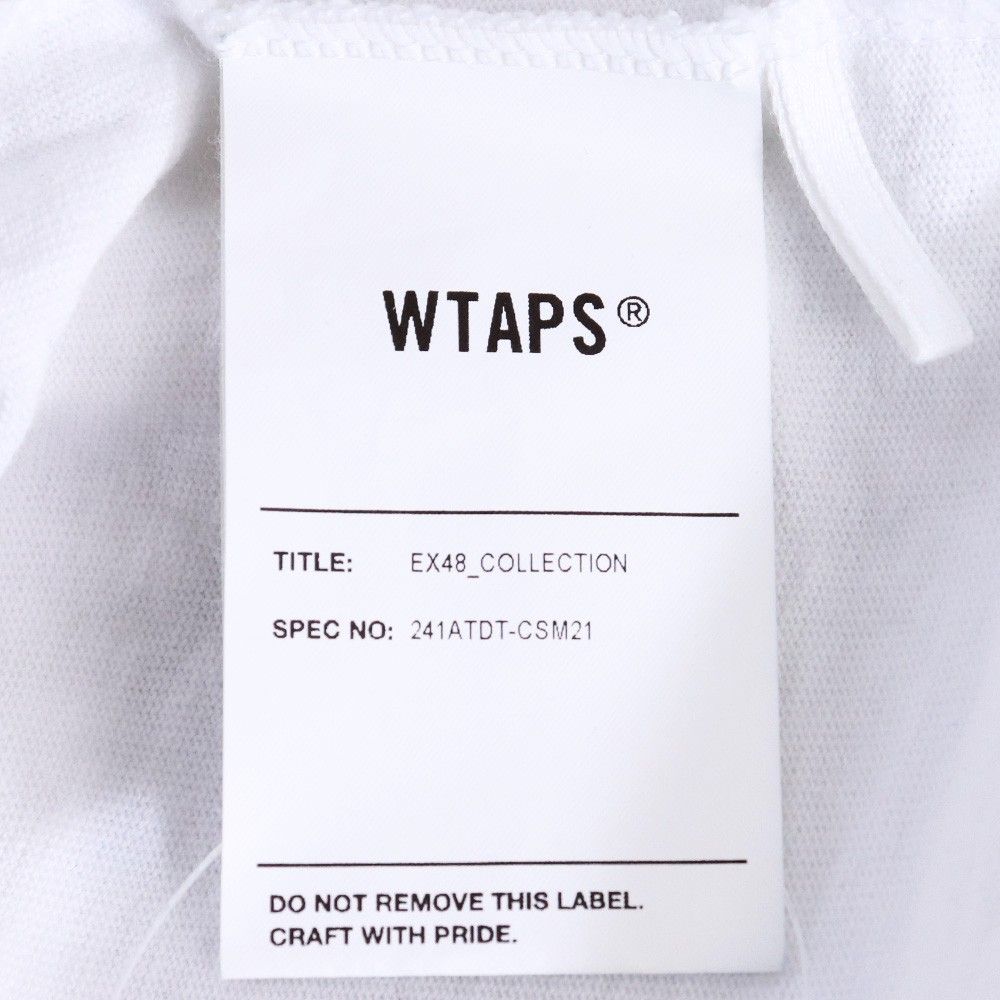 WTAPS®
TITLE: EX48_COLLECTION
SPEC NO: 241ATDT-CSM21
DO NOT REMOVE THIS LABEL.
CRAFT WITH PRIDE.